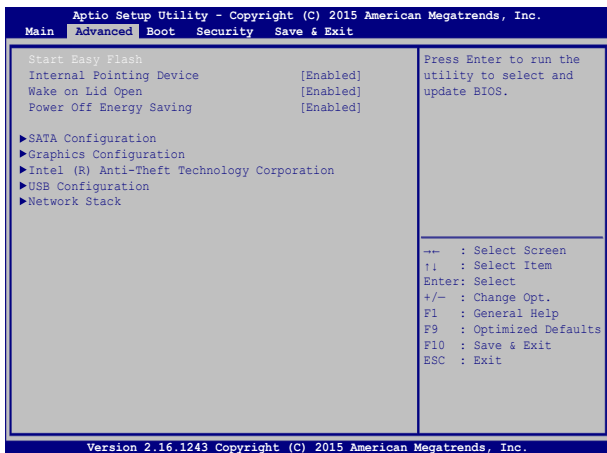 Aptio Setup Utility - Copyright (C) 2015 American Megatrends, Inc.
Main Advanced Boot Security Save & Exit
Start Easy Flash
Internal Pointing Device [Enabled]
Wake on Lid Open [Enabled]
Power Off Energy Saving [Enabled]
▶SATA Configuration
▶Graphics Configuration
▶Intel (R) Anti-Theft Technology Corporation
▶USB Configuration
▶Network Stack
Press Enter to run the
utility to select and
update BIOS.
→← : Select Screen
↑↓ : Select Item
Enter: Select
+/— : Change Opt.
F1 : General Help
F9 : Optimized Defaults
F10 : Save & Exit
ESC : Exit
Version 2.16.1243 Copyright (C) 2015 American Megatrends, Inc.